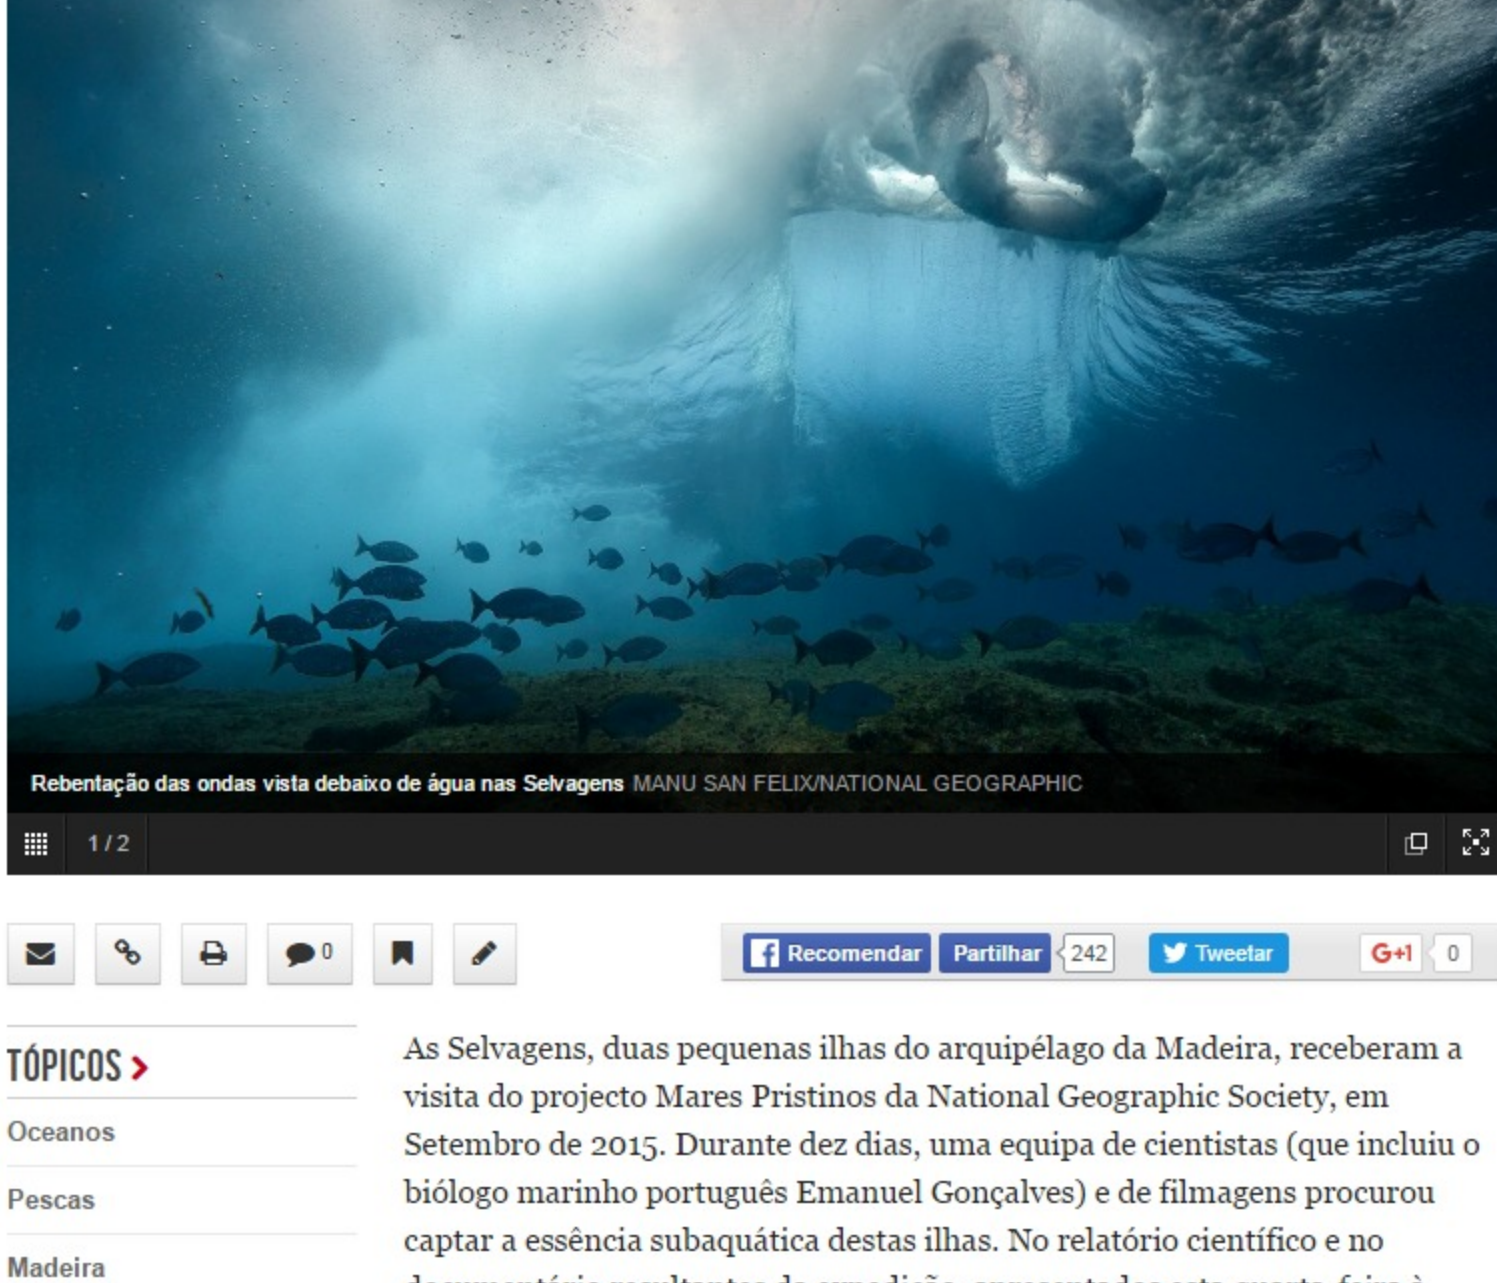 Rebentação das ondas vista debaixo de água nas Selvagens MANU SAN FELIX/NATIONAL GEOGRAPHIC
1 / 2
0
Recomendar Partilhar 242 Tweetar G+1 0
TÓPICOS
Oceanos
Pescas
Madeira
As Selvagens, duas pequenas ilhas do arquipélago da Madeira, receberam a
visita do projecto Mares Pristinos da National Geographic Society, em
Setembro de 2015. Durante dez dias, uma equipa de cientistas (que incluiu o
biólogo marinho português Emanuel Gonçalves) e de filmagens procurou
captar a essência subaquática destas ilhas. No relatório científico e no